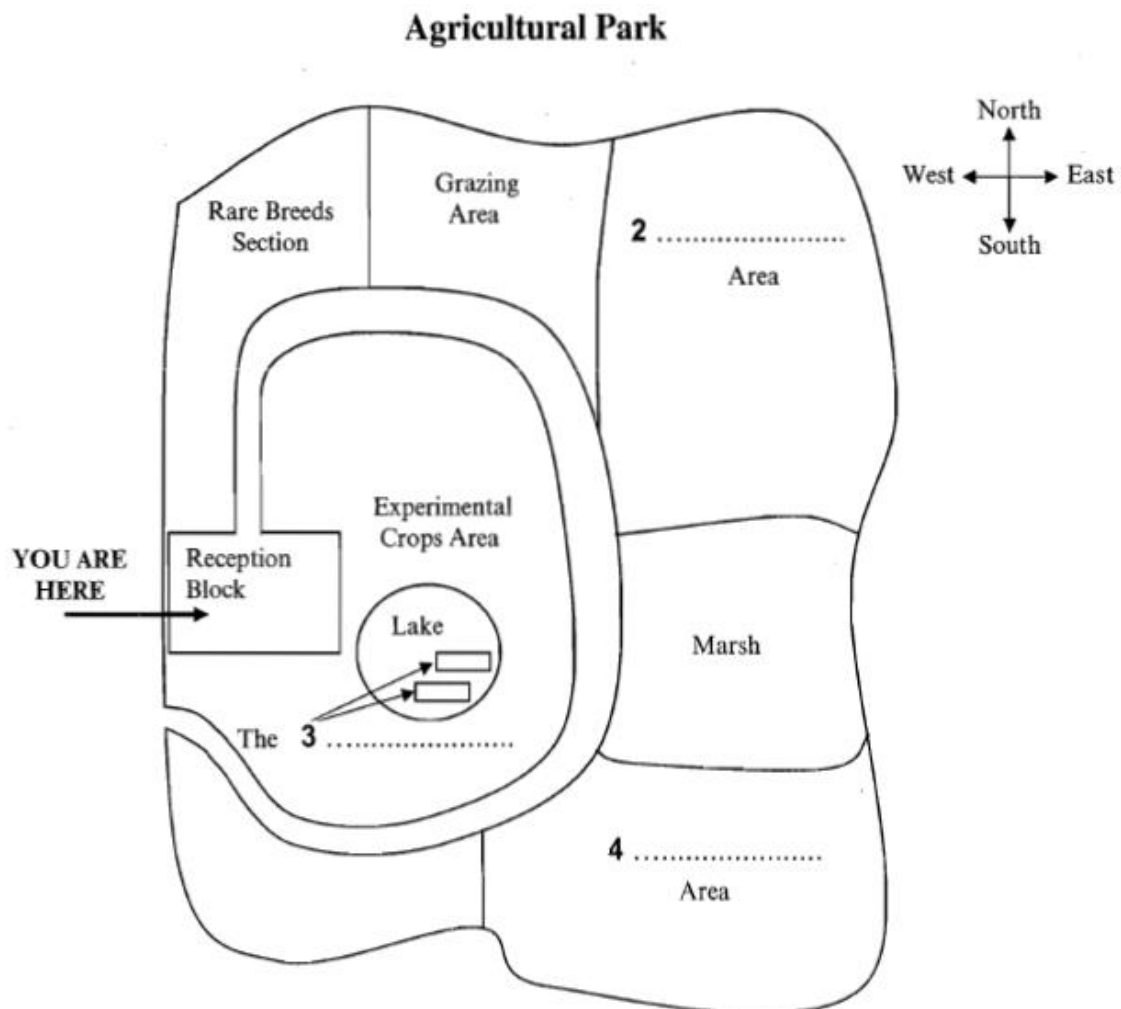 Agricultural Park
North
West East
South
Rare Breeds
Section
Grazing
Area
2 ........................
Area
Experimental
Crops Area
YOU ARE
HERE
Reception
Block
Lake
Marsh
The 3 ........................
4 ........................
Area